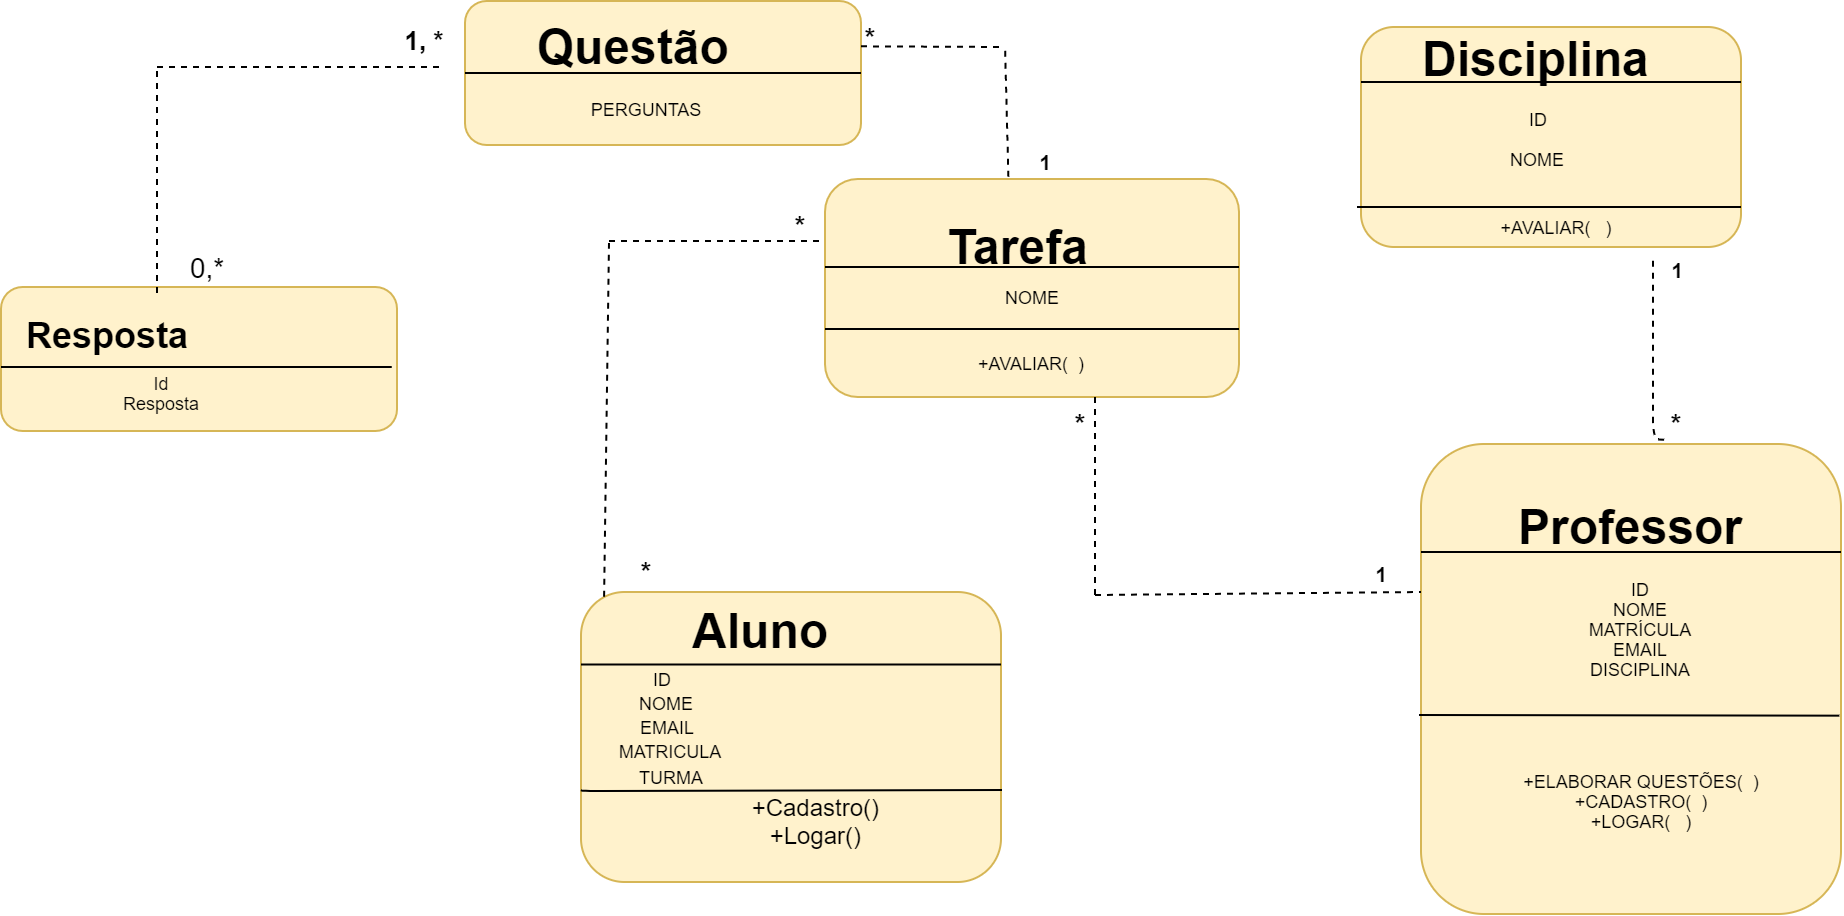 1, *
Questão
PERGUNTAS
*
1
0,*
Resposta
Id
Resposta
*
Tarefa
NOME
+AVALIAR( )
*
Disciplina
ID
NOME
+AVALIAR( )
1
*
*
Aluno
ID
NOME
EMAIL
MATRICULA
TURMA
+Cadastro()
+Logar()
1
Professor
ID
NOME
MATRÍCULA
EMAIL
DISCIPLINA
+ELABORAR QUESTÕES( )
+CADASTRO( )
+LOGAR( )